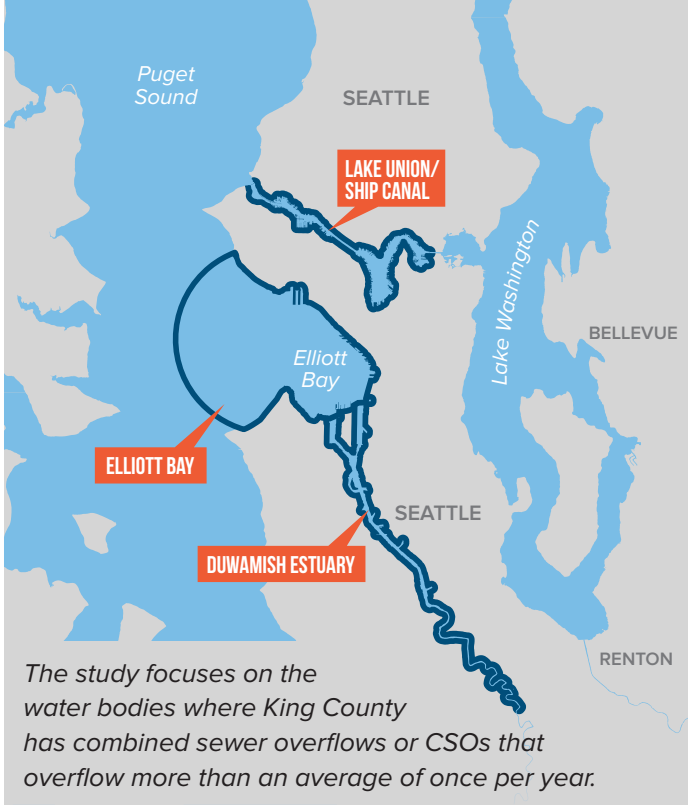 Puget
Sound
SEATTLE
LAKE UNION/
SHIP CANAL
Lake Washington
BELLEVUE
Elliott
Bay
ELLIOTT BAY
SEATTLE
DUWAMISH ESTUARY
RENTON
The study focuses on the
water bodies where King County
has combined sewer overflows or CSOs that
overflow more than an average of once per year.